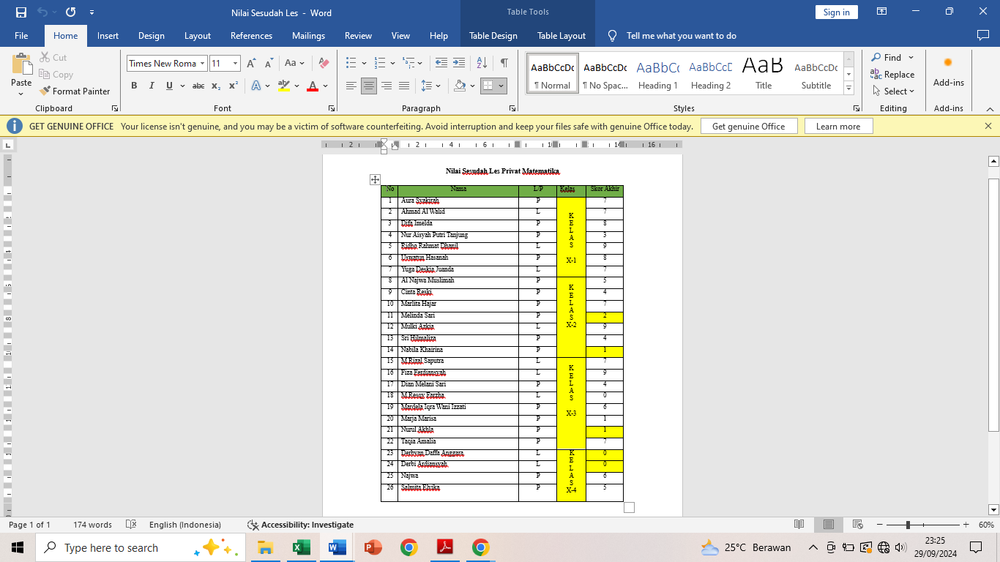 Nilai Sesudah Les - Word
Table Tools
Sign in
File Home Insert Design Layout References Mailings Review View Help Table Design Table Layout Tell me what you want to do
Paste
Cut
Copy
Format Painter
Clipboard
Times New Roma 11
Font
Paragraph
AaBbCcDc AaBbCcDc AaBbCc AaBbCcD AaB AaBbCcD
¶ Normal ¶ No Spac... Heading 1 Heading 2 Title Subtitle
Styles
Find
Replace
Select
Editing
Add-ins
Add-ins
GET GENUINE OFFICE Your license isn't genuine, and you may be a victim of software counterfeiting. Avoid interruption and keep your files safe with genuine Office today. Get genuine Office Learn more
Nilai Sesudah Les Privat Matematika
No Nama L/P Kelas Skor Akhir
1 Aura Syakirah P 7
2 Ahmad Al Walid L 7
3 Difa Imelda P 8
4 Nur Aisyah Putri Tanjung P 3
5 Ridho Rahmat Dhanil L 9
6 Uswatun Hasanah P 8
7 Yuga Deskia Juanda L 7
KELAS X-1
8 Al Najwa Muslimah P 5
9 Cinta Reski P 4
10 Marlita Hajar P 7
11 Melinda Sari P 2
12 Mulki Azkia L 9
13 Sri Hilmaliza P 4
14 Nabila Khairina P 1
KELAS X-2
15 M.Rizal Saputra L 7
16 Fiza Ferdiansyah L 9
17 Dian Melani Sari P 4
18 M.Resqy Farzha L 0
19 Mardela Iqra Wani Izzati P 6
20 Marja Marisa P 1
21 Nurul Akhla P 1
22 Taqia Amalia P 7
KELAS X-3
23 Derbyan Daffa Anggara L 0
24 Derbi Ardiansyah L 0
25 Najwa P 6
26 Salmita Elvika P 5
KELAS X-4
Page 1 of 1 174 words English (Indonesia) Accessibility: Investigate 60%
Type here to search
25°C Berawan
23:25
29/09/2024